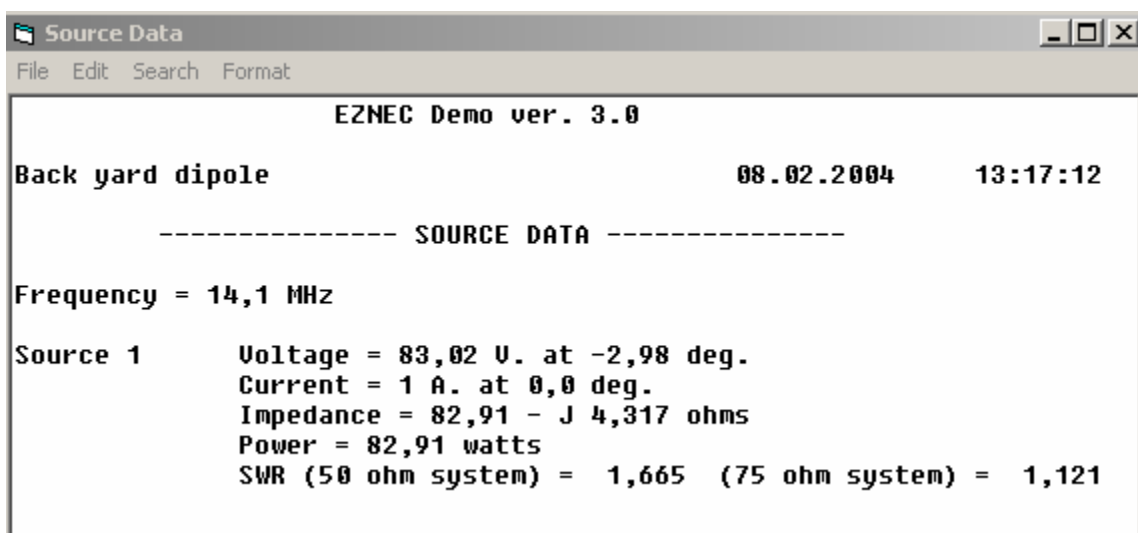 Source Data
File Edit Search Format
EZNEC Demo ver. 3.0
Back yard dipole 08.02.2004 13:17:12
--------------- SOURCE DATA ---------------
Frequency = 14,1 MHz
Source 1 Voltage = 83,02 V. at -2,98 deg.
Current = 1 A. at 0,0 deg.
Impedance = 82,91 - J 4,317 ohms
Power = 82,91 watts
SWR (50 ohm system) = 1,665 (75 ohm system) = 1,121